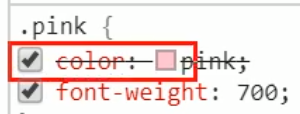 .pink {
color: pink;
font-weight: 700;